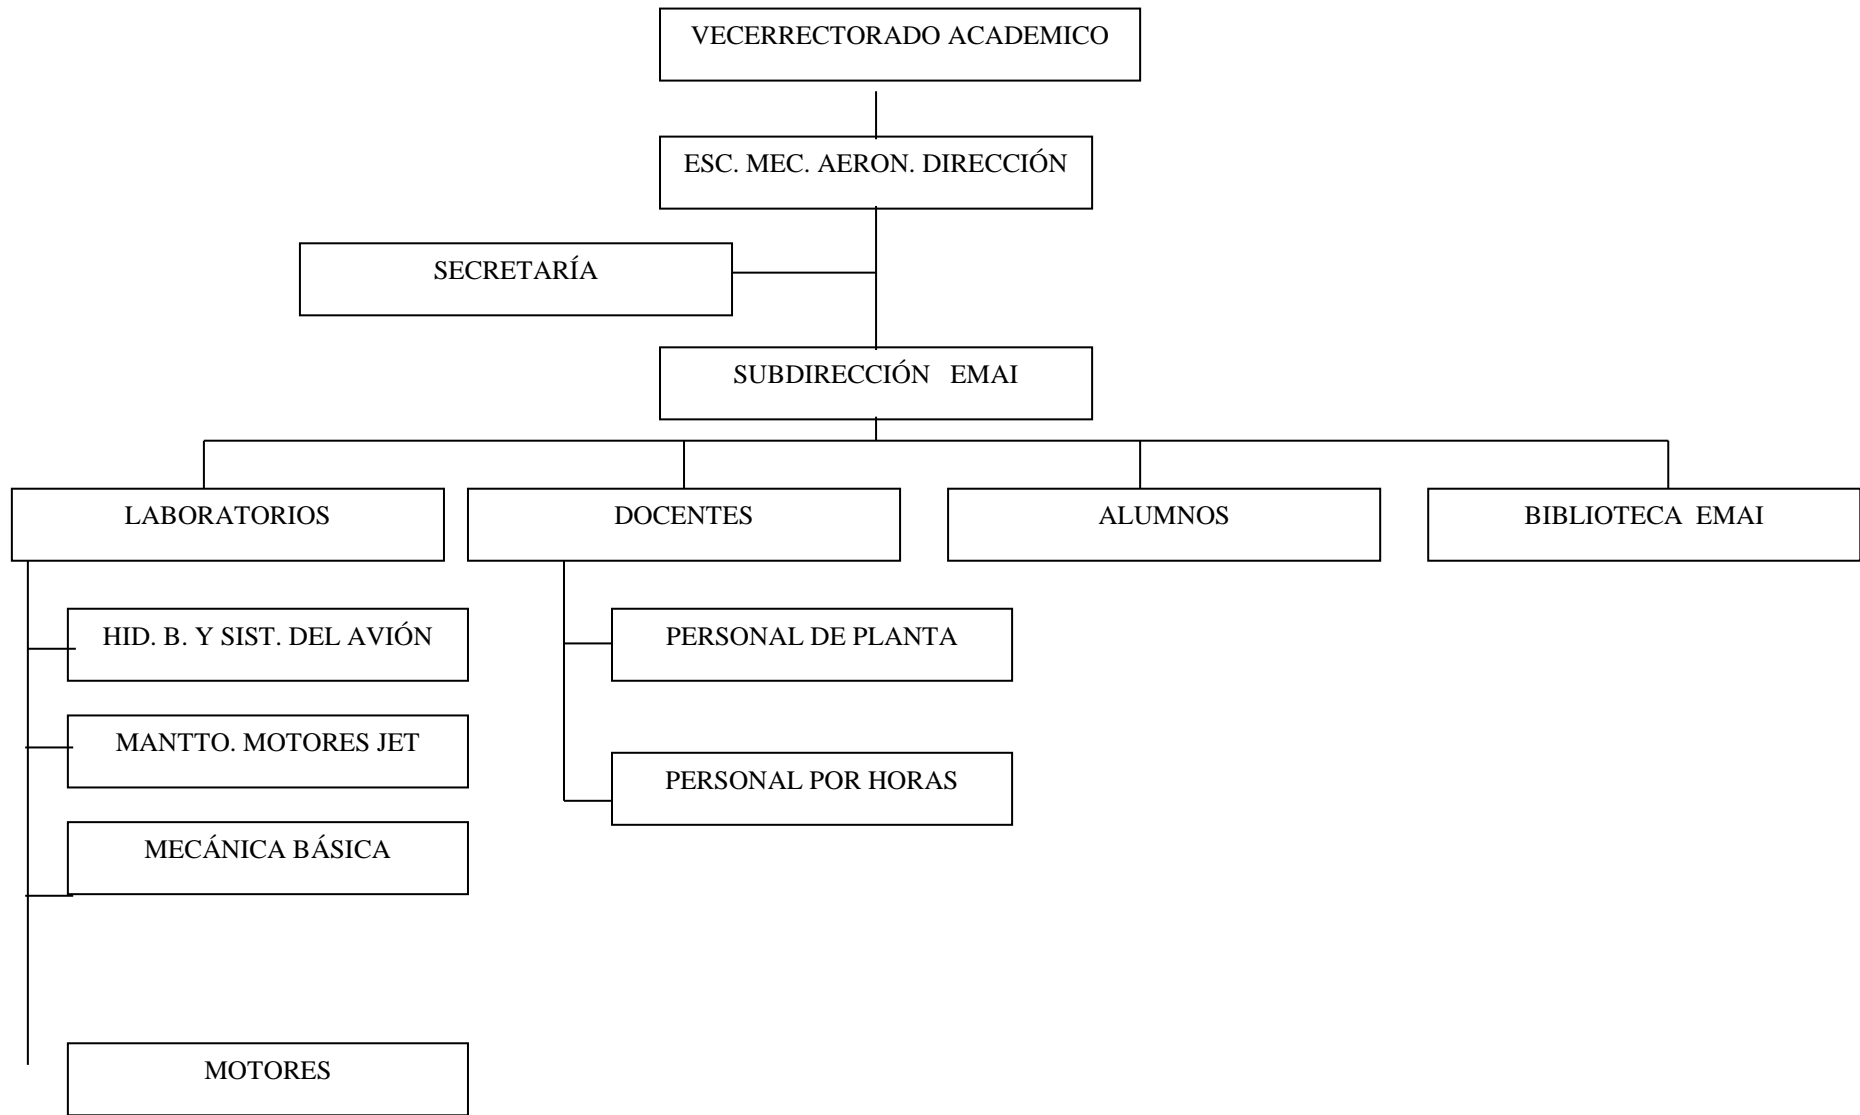 VECERRECTORADO ACADEMICO
ESC. MEC. AERON. DIRECCIÓN
SECRETARÍA
SUBDIRECCIÓN EMAI
LABORATORIOS
DOCENTES
ALUMNOS
BIBLIOTECA EMAI
HID. B. Y SIST. DEL AVIÓN
PERSONAL DE PLANTA
MANTTO. MOTORES JET
PERSONAL POR HORAS
MECÁNICA BÁSICA
MOTORES